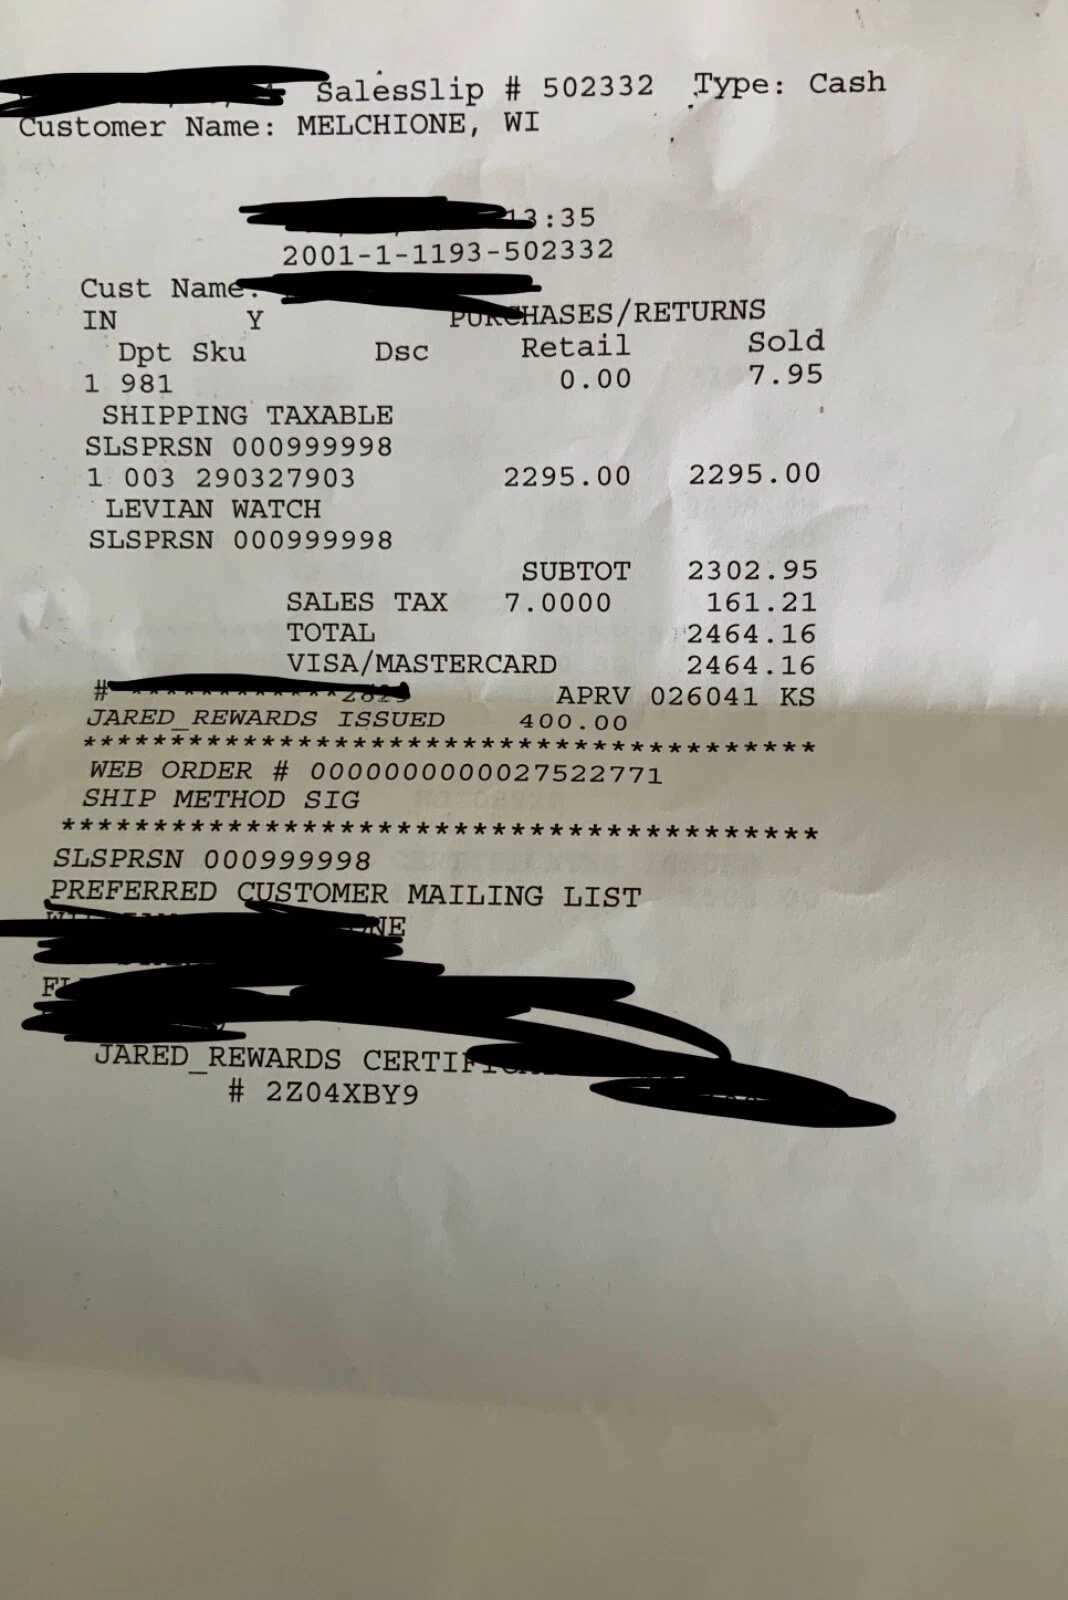 SalesSlip # 502332 Type: Cash
Customer Name: MELCHIONE, WI
13:35
2001-1-1193-502332
Cust Name:
IN Y PURCHASES/RETURNS
Dpt Sku Dsc Retail Sold
1 981 0.00 7.95
SHIPPING TAXABLE
SLSPRSN 000999998
1 003 290327903 2295.00 2295.00
LEVIAN WATCH
SLSPRSN 000999998
SUBTOT 2302.95
SALES TAX 7.0000 161.21
TOTAL 2464.16
VISA/MASTERCARD 2464.16
# APRV 026041 KS
JARED_REWARDS ISSUED 400.00
*****************************************
WEB ORDER # 0000000000027522771
SHIP METHOD SIG
******************************************
SLSPRSN 000999998
PREFERRED CUSTOMER MAILING LIST
JARED_REWARDS
# 2Z04XBY9